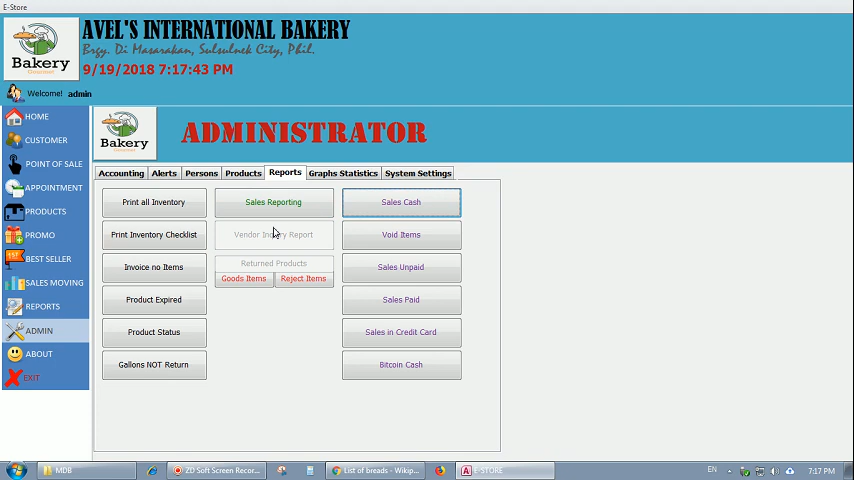 E-Store
AVEL'S INTERNATIONAL BAKERY
Brgy. Di Masarakan, Sulsulnek City, Phil.
9/19/2018 7:17:43 PM
Bakery
Gourmet
Welcome! admin
HOME
CUSTOMER
POINT OF SALE
APPOINTMENT
PRODUCTS
PROMO
BEST SELLER
SALES MOVING
REPORTS
ADMIN
ABOUT
EXIT
Bakery
ADMINISTRATOR
Accounting Alerts Persons Products Reports Graphs Statistics System Settings
Print all Inventory Sales Reporting Sales Cash
Print Inventory Checklist Vendor Inquiry Report Void Items
Invoice no Items Returned Products Sales Unpaid
Goods Items Reject Items
Product Expired Sales Paid
Product Status Sales in Credit Card
Gallons NOT Return Bitcoin Cash
MDB ZD Soft Screen Recor... List of breads - Wikip... E-STORE EN 7:17 PM